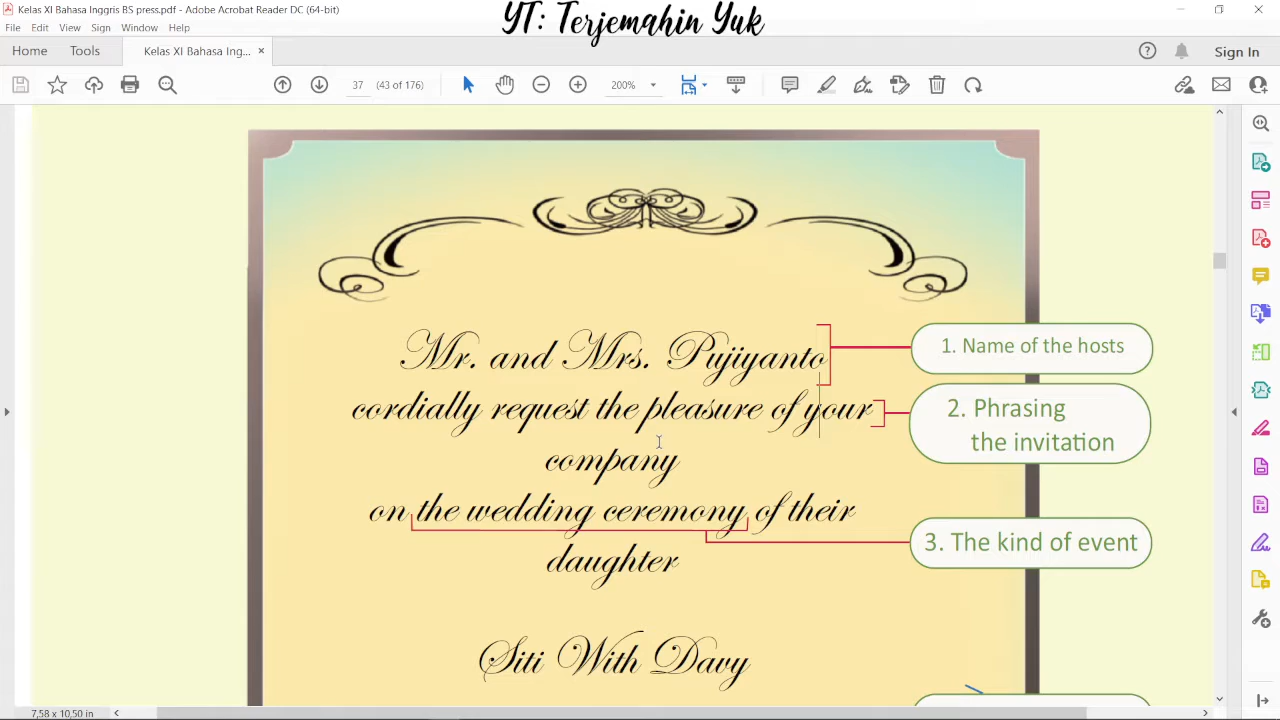 Kelas XI Bahasa Inggris BS press.pdf - Adobe Acrobat Reader DC (64-bit)
YT: Terjemahin Yuk
File Edit View Sign Window Help
Home Tools Kelas XI Bahasa Ing... × Sign In
37 (43 of 176) 200%
Mr. and Mrs. Pujiyanto
1. Name of the hosts
cordially request the pleasure of your
2. Phrasing
the invitation
company
on the wedding ceremony of their
3. The kind of event
daughter
Siti With Davy
7,58 x 10,50 in